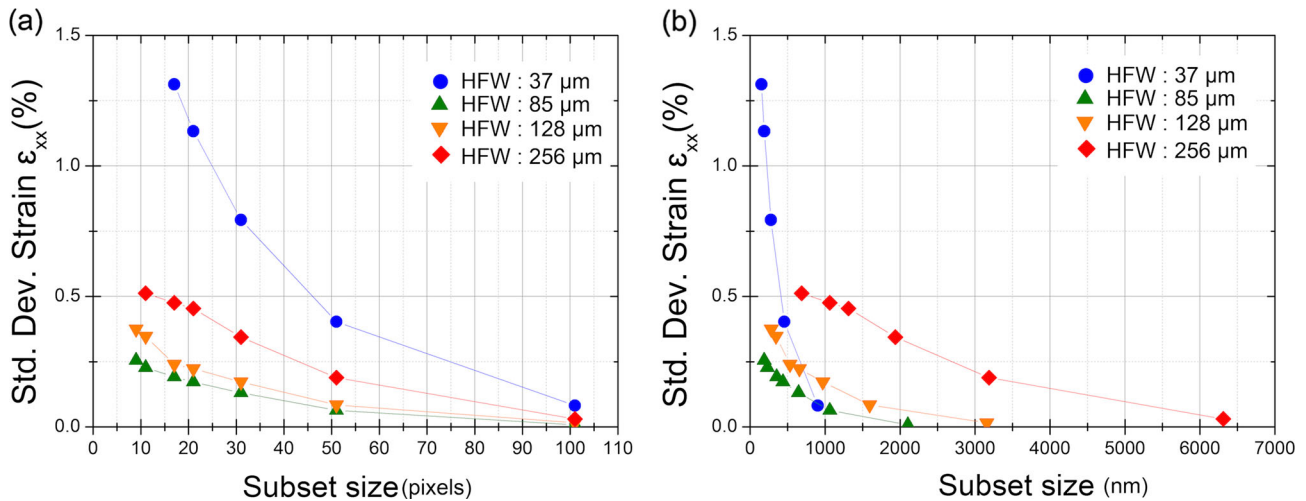 (a)
Std. Dev. Strain εxx(%)
1.5
1.0
0.5
0.0
HFW : 37 µm
HFW : 85 µm
HFW : 128 µm
HFW : 256 µm
0 10 20 30 40 50 60 70 80 90 100 110
Subset size (pixels)
(b)
Std. Dev. Strain εxx(%)
1.5
1.0
0.5
0.0
HFW : 37 µm
HFW : 85 µm
HFW : 128 µm
HFW : 256 µm
0 1000 2000 3000 4000 5000 6000 7000
Subset size (nm)